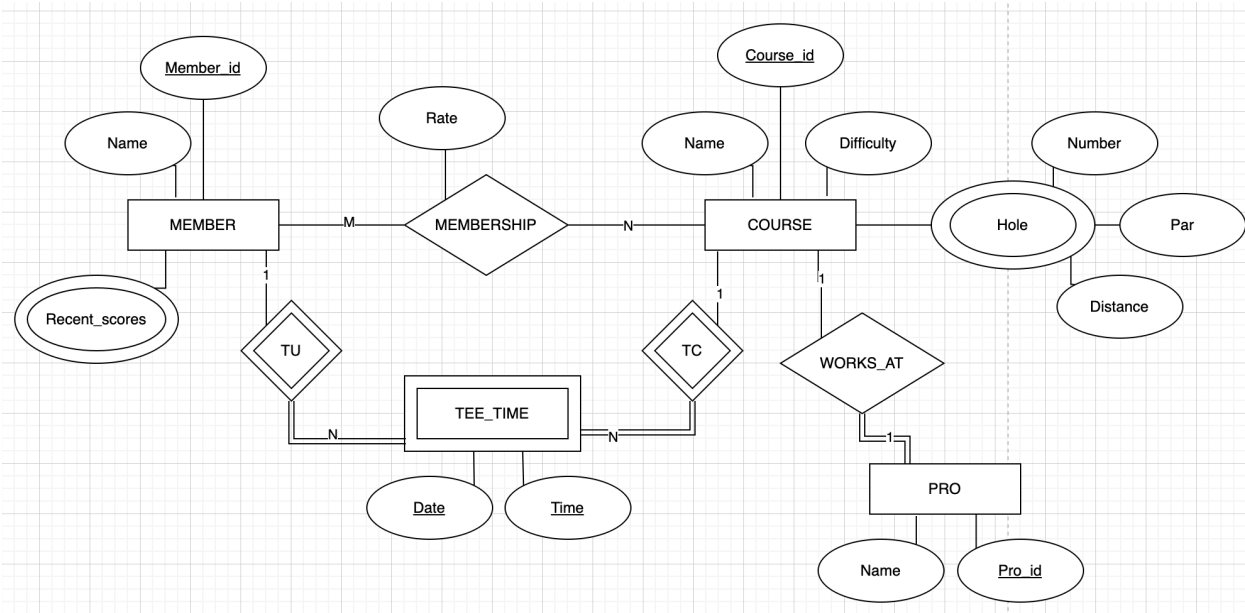 Member_id
Course_id
Rate
Name
Name
Difficulty
Number
MEMBER
M
MEMBERSHIP
N
COURSE
Hole
Par
1
1
1
Recent_scores
Distance
TU
TC
WORKS_AT
TEE_TIME
N
N
1
PRO
Date
Time
Name
Pro_id